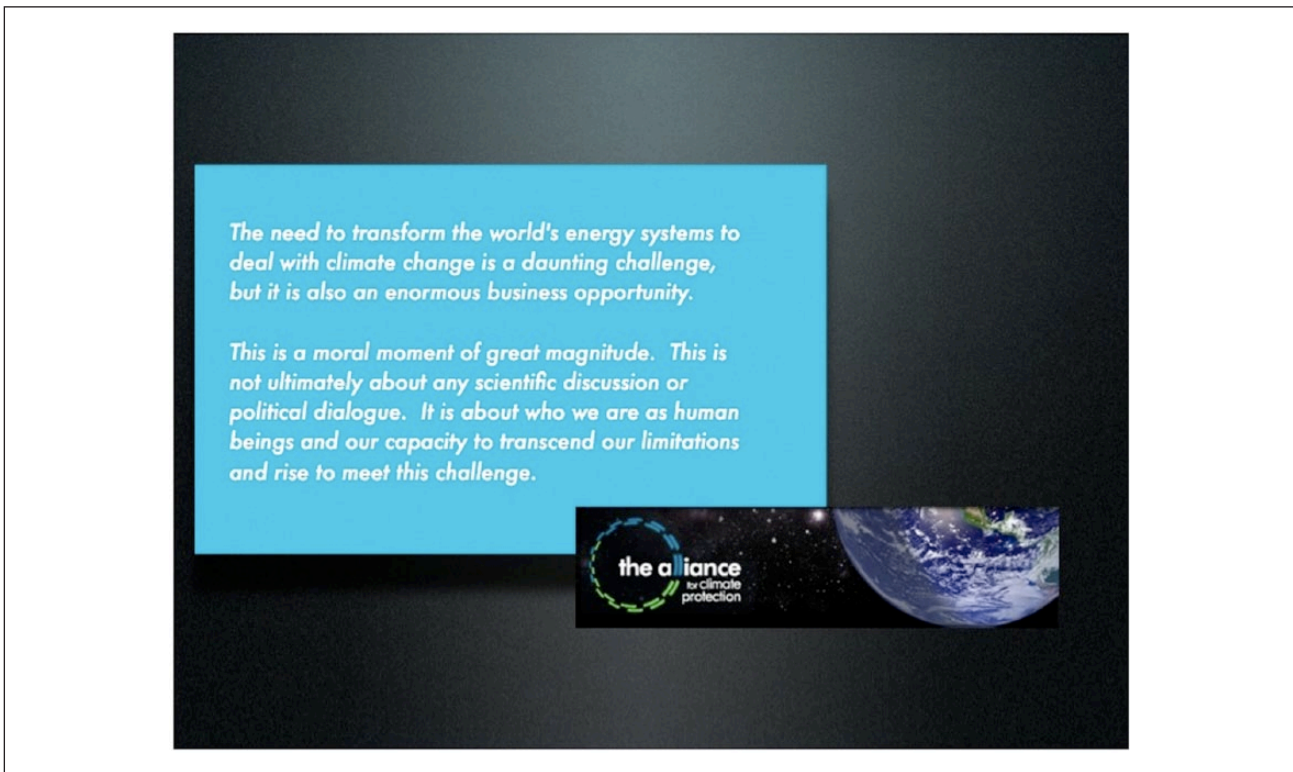 The need to transform the world's energy systems to
deal with climate change is a daunting challenge,
but it is also an enormous business opportunity.
This is a moral moment of great magnitude.  This is
not ultimately about any scientific discussion or
political dialogue.  It is about who we are as human
beings and our capacity to transcend our limitations
and rise to meet this challenge.
the alliance
for climate
protection